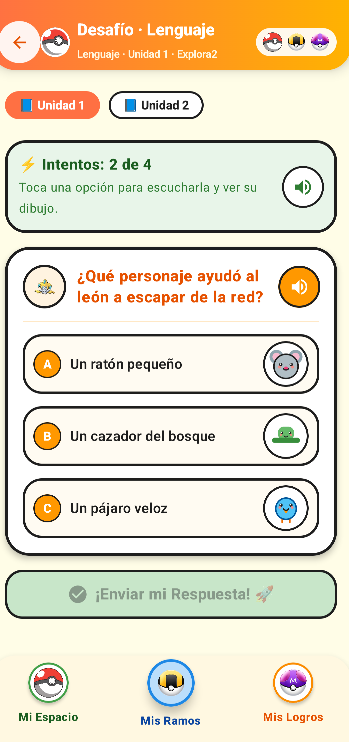 Desafío · Lenguaje
Lenguaje · Unidad 1 · Explora2
📘 Unidad 1
📘 Unidad 2
⚡ Intentos: 2 de 4
Toca una opción para escucharla y ver su
dibujo.
¿Qué personaje ayudó al
león a escapar de la red?
A Un ratón pequeño
B Un cazador del bosque
C Un pájaro veloz
¡Enviar mi Respuesta! 🚀
Mi Espacio
Mis Ramos
Mis Logros